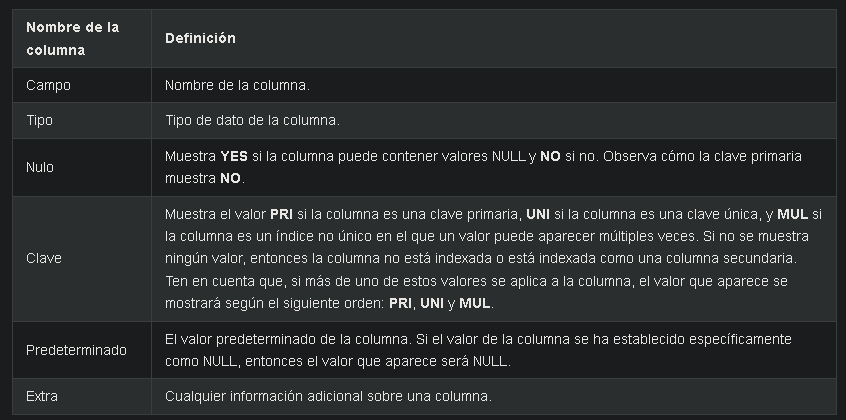 Nombre de la
columna
Definición
Campo
Nombre de la columna.
Tipo
Tipo de dato de la columna.
Nulo
Muestra YES si la columna puede contener valores NULL y NO si no. Observa cómo la clave primaria
muestra NO.
Clave
Muestra el valor PRI si la columna es una clave primaria, UNI si la columna es una clave única, y MUL si
la columna es un índice no único en el que un valor puede aparecer múltiples veces. Si no se muestra
ningún valor, entonces la columna no está indexada o está indexada como una columna secundaria.
Ten en cuenta que, si más de uno de estos valores se aplica a la columna, el valor que aparece se
mostrará según el siguiente orden: PRI, UNI y MUL.
Predeterminado
El valor predeterminado de la columna. Si el valor de la columna se ha establecido específicamente
como NULL, entonces el valor que aparece será NULL.
Extra
Cualquier información adicional sobre una columna.